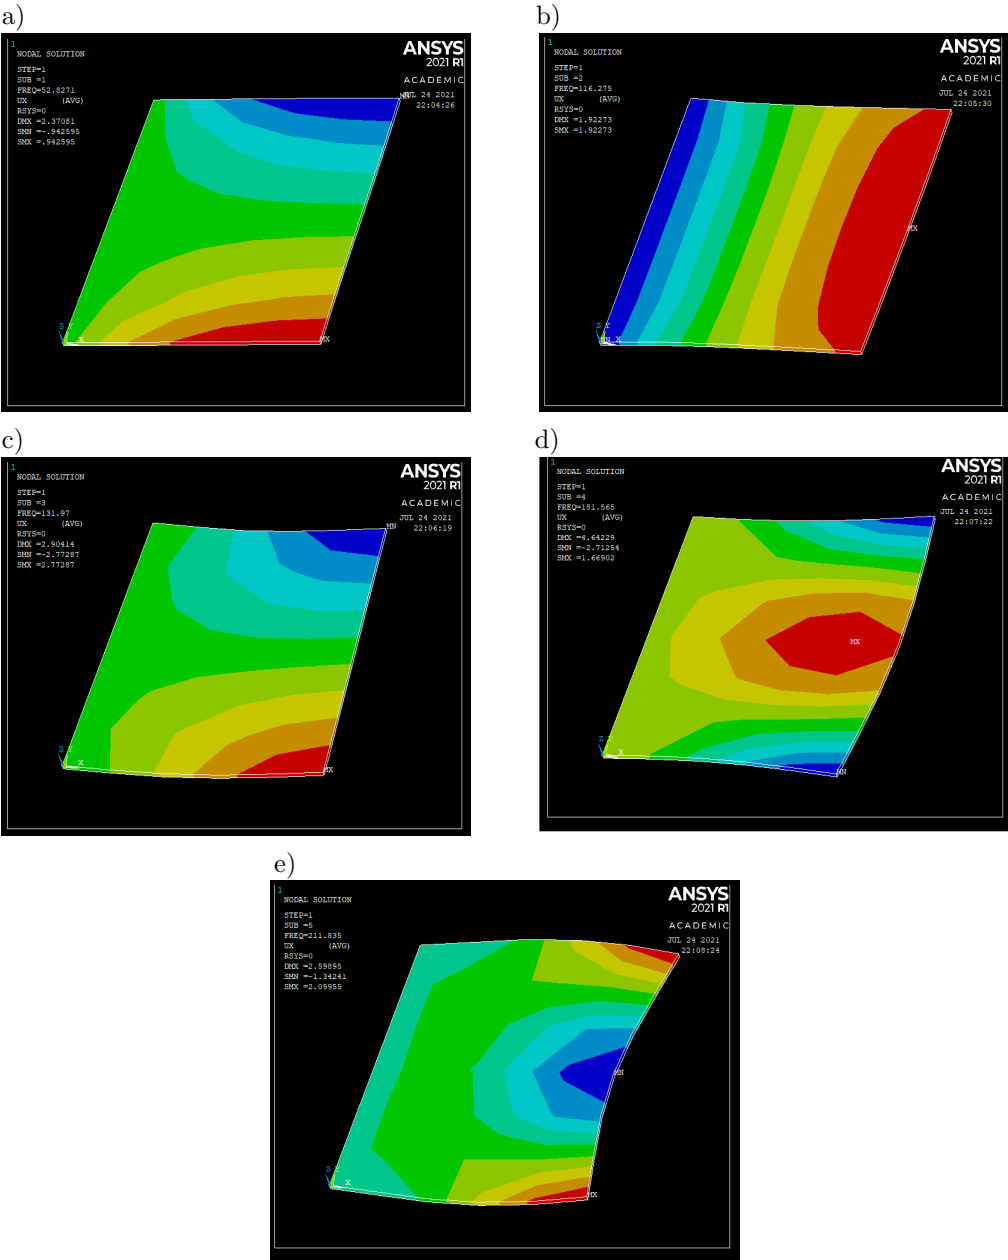 a)
1
NODAL SOLUTION
STEP=1
SUB =1
FREQ=52.8271
UX (AVG)
RSYS=0
DMX=2.37081
SMN=-.942595
SMX=.942595
ANSYS
2021 R1
ACADEMIC
JUL 24 2021
22:04:26
MN
MX
Z Y
X
b)
1
NODAL SOLUTION
STEP=1
SUB =2
FREQ=116.275
UX (AVG)
RSYS=0
DMX=1.92273
SMX=1.92273
ANSYS
2021 R1
ACADEMIC
JUL 24 2021
22:05:30
MX
Z Y
MN X
c)
1
NODAL SOLUTION
STEP=1
SUB =3
FREQ=131.97
UX (AVG)
RSYS=0
DMX=2.90414
SMN=-2.77287
SMX=2.77287
ANSYS
2021 R1
ACADEMIC
JUL 24 2021
22:06:19
MN
Z Y
X
MX
d)
1
NODAL SOLUTION
STEP=1
SUB =4
FREQ=181.565
UX (AVG)
RSYS=0
DMX=4.64229
SMN=-2.71254
SMX=1.66902
ANSYS
2021 R1
ACADEMIC
JUL 24 2021
22:07:22
MX
Z Y
X
MN
e)
1
NODAL SOLUTION
STEP=1
SUB =5
FREQ=211.835
UX (AVG)
RSYS=0
DMX=2.59895
SMN=-1.34241
SMX=2.09955
ANSYS
2021 R1
ACADEMIC
JUL 24 2021
22:08:24
MN
Z Y
X
MX